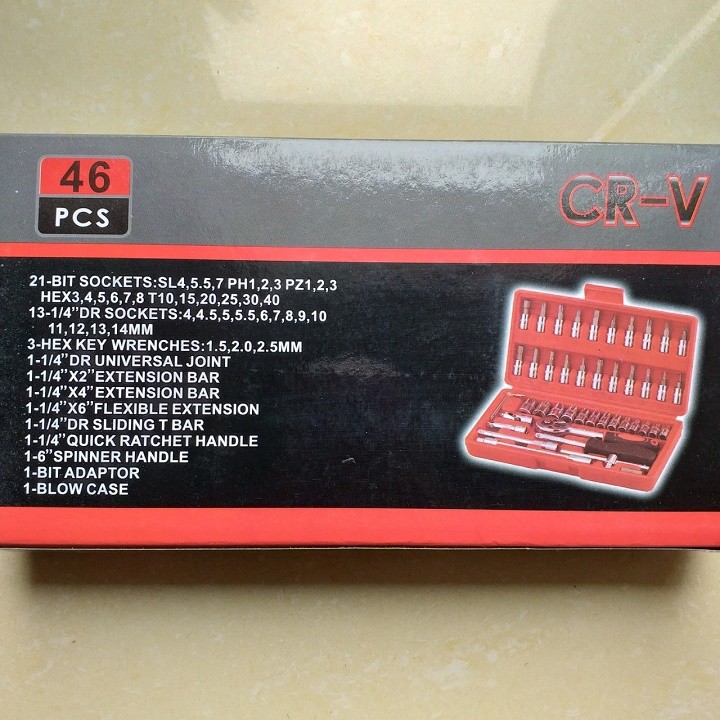 46
PCS
CR-V
21-BIT SOCKETS:SL4,5.5,7 PH1,2,3 PZ1,2,3
HEX3,4,5,6,7,8 T10,15,20,25,30,40
13-1/4”DR SOCKETS:4,4.5,5,5.5,6,7,8,9,10
11,12,13,14MM
3-HEX KEY WRENCHES:1.5,2.0,2.5MM
1-1/4”DR UNIVERSAL JOINT
1-1/4”X2”EXTENSION BAR
1-1/4”X4”EXTENSION BAR
1-1/4”X6”FLEXIBLE EXTENSION
1-1/4”DR SLIDING T BAR
1-1/4”QUICK RATCHET HANDLE
1-6”SPINNER HANDLE
1-BIT ADAPTOR
1-BLOW CASE